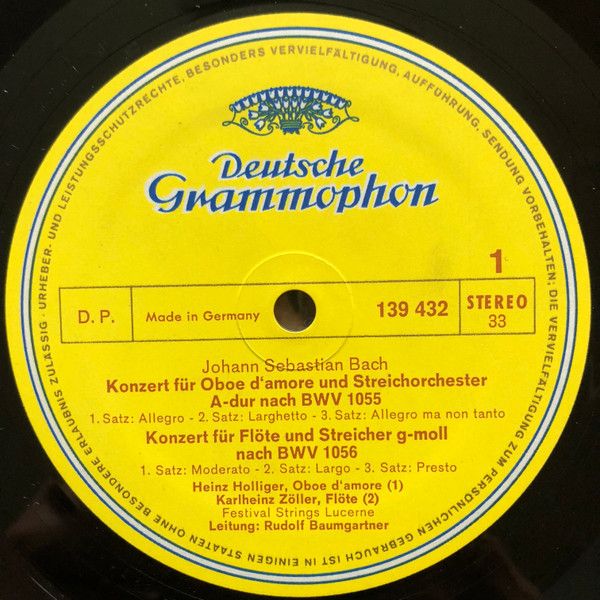 URHEBER- UND LEISTUNGSSCHUTZRECHTE, BESONDERS VERVIELFÄLTIGUNG, AUFFÜHRUNG, SENDUNG VORBEHALTEN; DIE VERVIELFÄLTIGUNG ZUM PERSÖNLICHEN GEBRAUCH IST IN EINIGEN STAATEN OHNE BESONDERE ERLAUBNIS ZULÄSSIG ·
Deutsche
Grammophon
1
D. P.
Made in Germany
139 432
STEREO
33
Johann Sebastian Bach
Konzert für Oboe d'amore und Streichorchester
A-dur nach BWV 1055
1. Satz: Allegro - 2. Satz: Larghetto - 3. Satz: Allegro ma non tanto
Konzert für Flöte und Streicher g-moll
nach BWV 1056
1. Satz: Moderato - 2. Satz: Largo - 3. Satz: Presto
Heinz Holliger, Oboe d'amore (1)
Karlheinz Zöller, Flöte (2)
Festival Strings Lucerne
Leitung: Rudolf Baumgartner